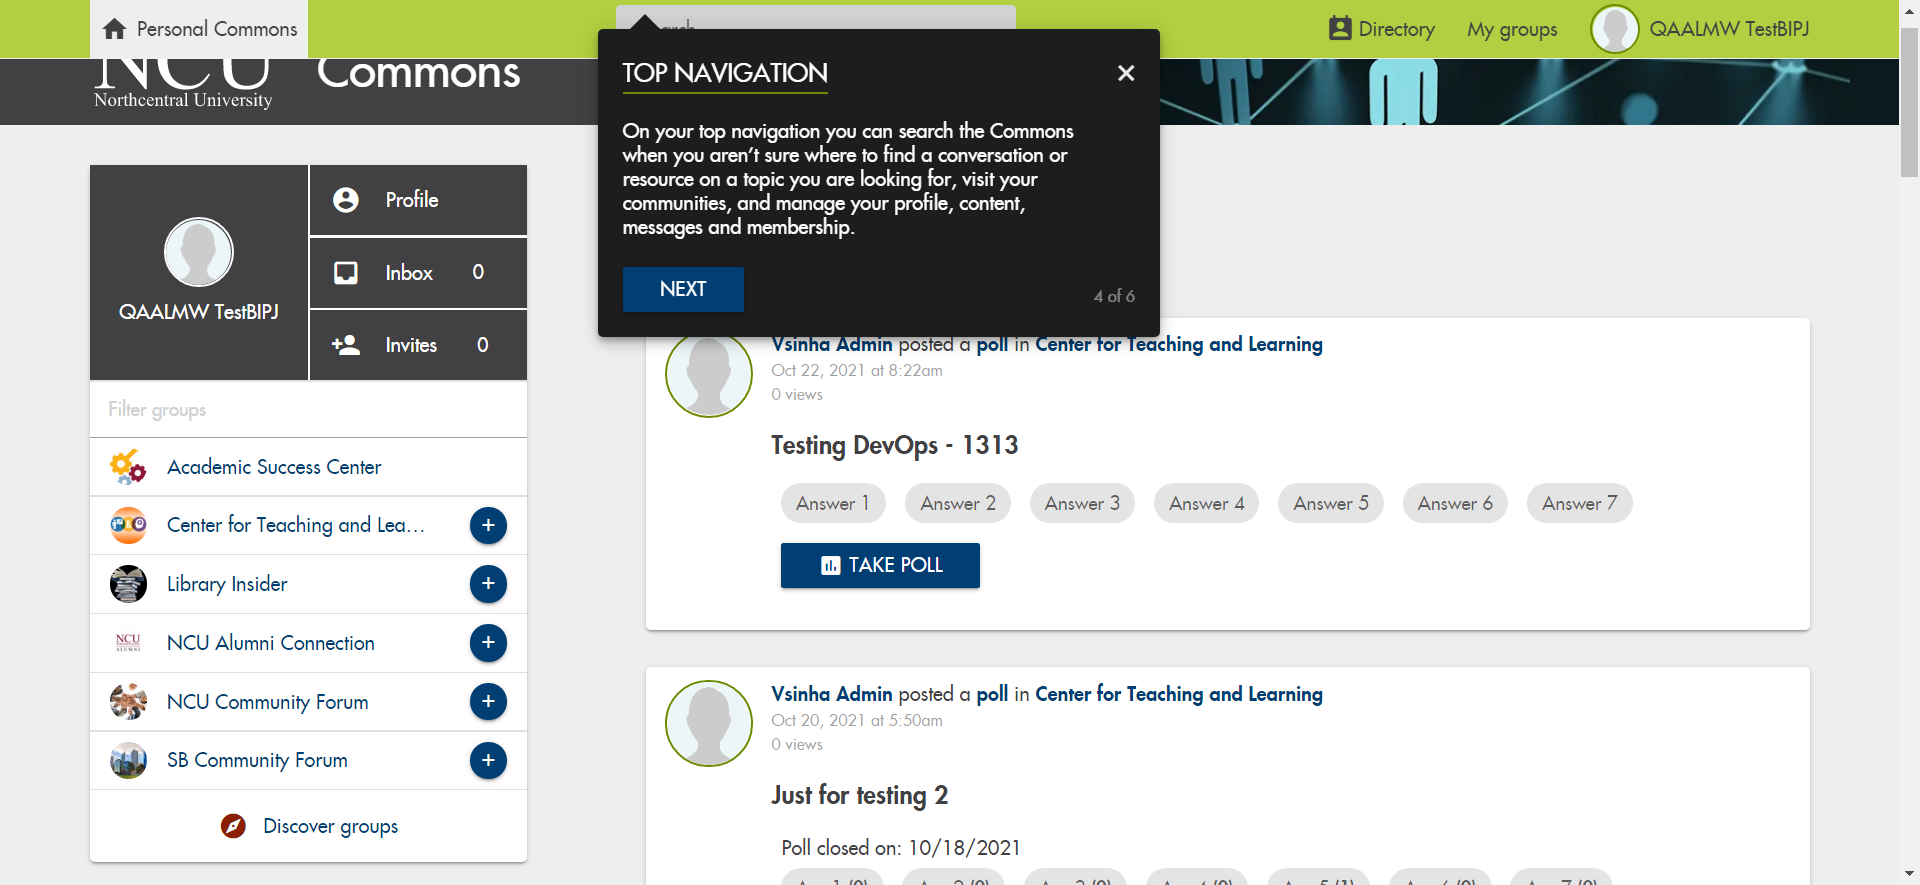 Personal Commons
Directory
My groups
QAALMW TestBIPJ
NCU
Northcentral University
Commons
TOP NAVIGATION
On your top navigation you can search the Commons
when you aren't sure where to find a conversation or
resource on a topic you are looking for, visit your
communities, and manage your profile, content,
messages and membership.
NEXT
4 of 6
QAALMW TestBIPJ
Profile
Inbox 0
Invites 0
Filter groups
Academic Success Center
Center for Teaching and Lea...
Library Insider
NCU
ALUMNI
NCU Alumni Connection
NCU Community Forum
SB Community Forum
Discover groups
Vsinha Admin posted a poll in Center for Teaching and Learning
Oct 22, 2021 at 8:22am
0 views
Testing DevOps - 1313
Answer 1
Answer 2
Answer 3
Answer 4
Answer 5
Answer 6
Answer 7
TAKE POLL
Vsinha Admin posted a poll in Center for Teaching and Learning
Oct 20, 2021 at 5:50am
0 views
Just for testing 2
Poll closed on: 10/18/2021